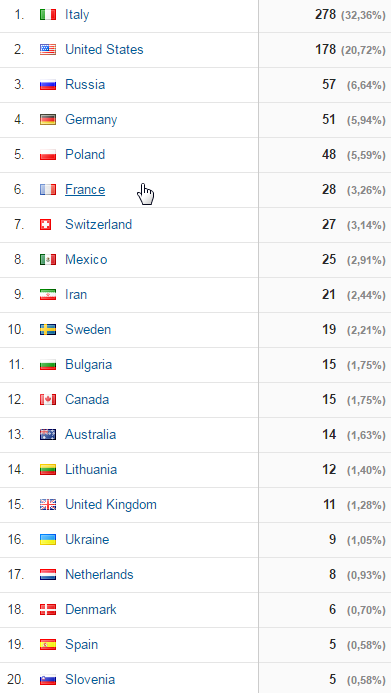 1. Italy 278 (32,36%)
2. United States 178 (20,72%)
3. Russia 57 (6,64%)
4. Germany 51 (5,94%)
5. Poland 48 (5,59%)
6. France 28 (3,26%)
7. Switzerland 27 (3,14%)
8. Mexico 25 (2,91%)
9. Iran 21 (2,44%)
10. Sweden 19 (2,21%)
11. Bulgaria 15 (1,75%)
12. Canada 15 (1,75%)
13. Australia 14 (1,63%)
14. Lithuania 12 (1,40%)
15. United Kingdom 11 (1,28%)
16. Ukraine 9 (1,05%)
17. Netherlands 8 (0,93%)
18. Denmark 6 (0,70%)
19. Spain 5 (0,58%)
20. Slovenia 5 (0,58%)